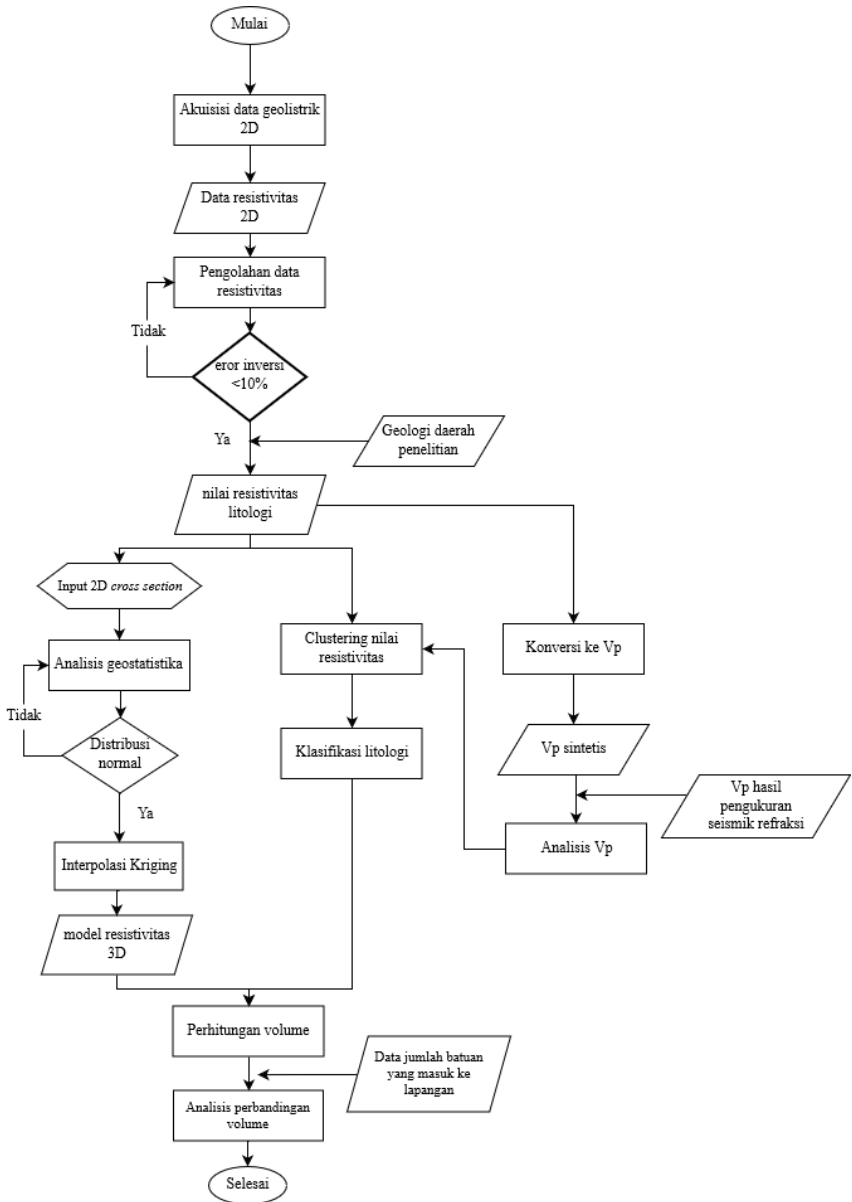 Mulai
Akuisisi data geolistrik
2D
Data resistivitas
2D
Pengolahan data
resistivitas
Tidak
eror inversi
<10%
Ya
Geologi daerah
penelitian
nilai resistivitas
litologi
Input 2D cross section
Clustering nilai
resistivitas
Konversi ke Vp
Analisis geostatistika
Tidak
Distribusi
normal
Klasifikasi litologi
Vp sintetis
Vp hasil
pengukuran
seismik refraksi
Ya
Analisis Vp
Interpolasi Kriging
model resistivitas
3D
Perhitungan volume
Data jumlah batuan
yang masuk ke
lapangan
Analisis perbandingan
volume
Selesai